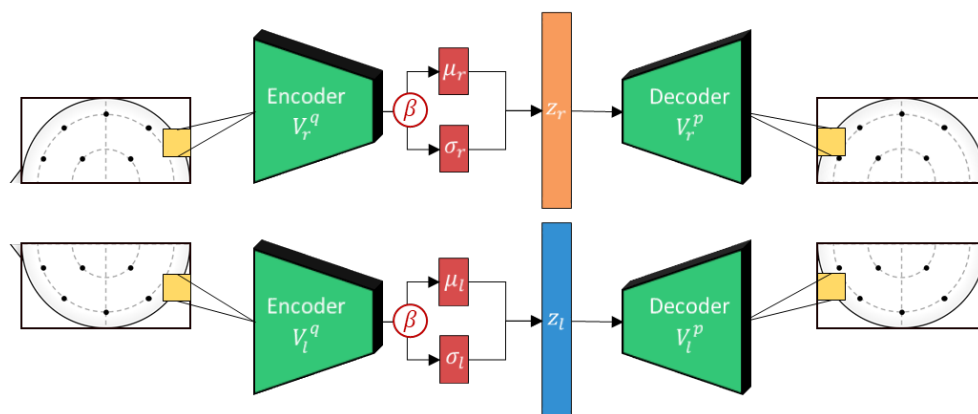 Encoder
V_r^q
β
μ_r
σ_r
z_r
Decoder
V_r^p
Encoder
V_l^q
β
μ_l
σ_l
z_l
Decoder
V_l^p